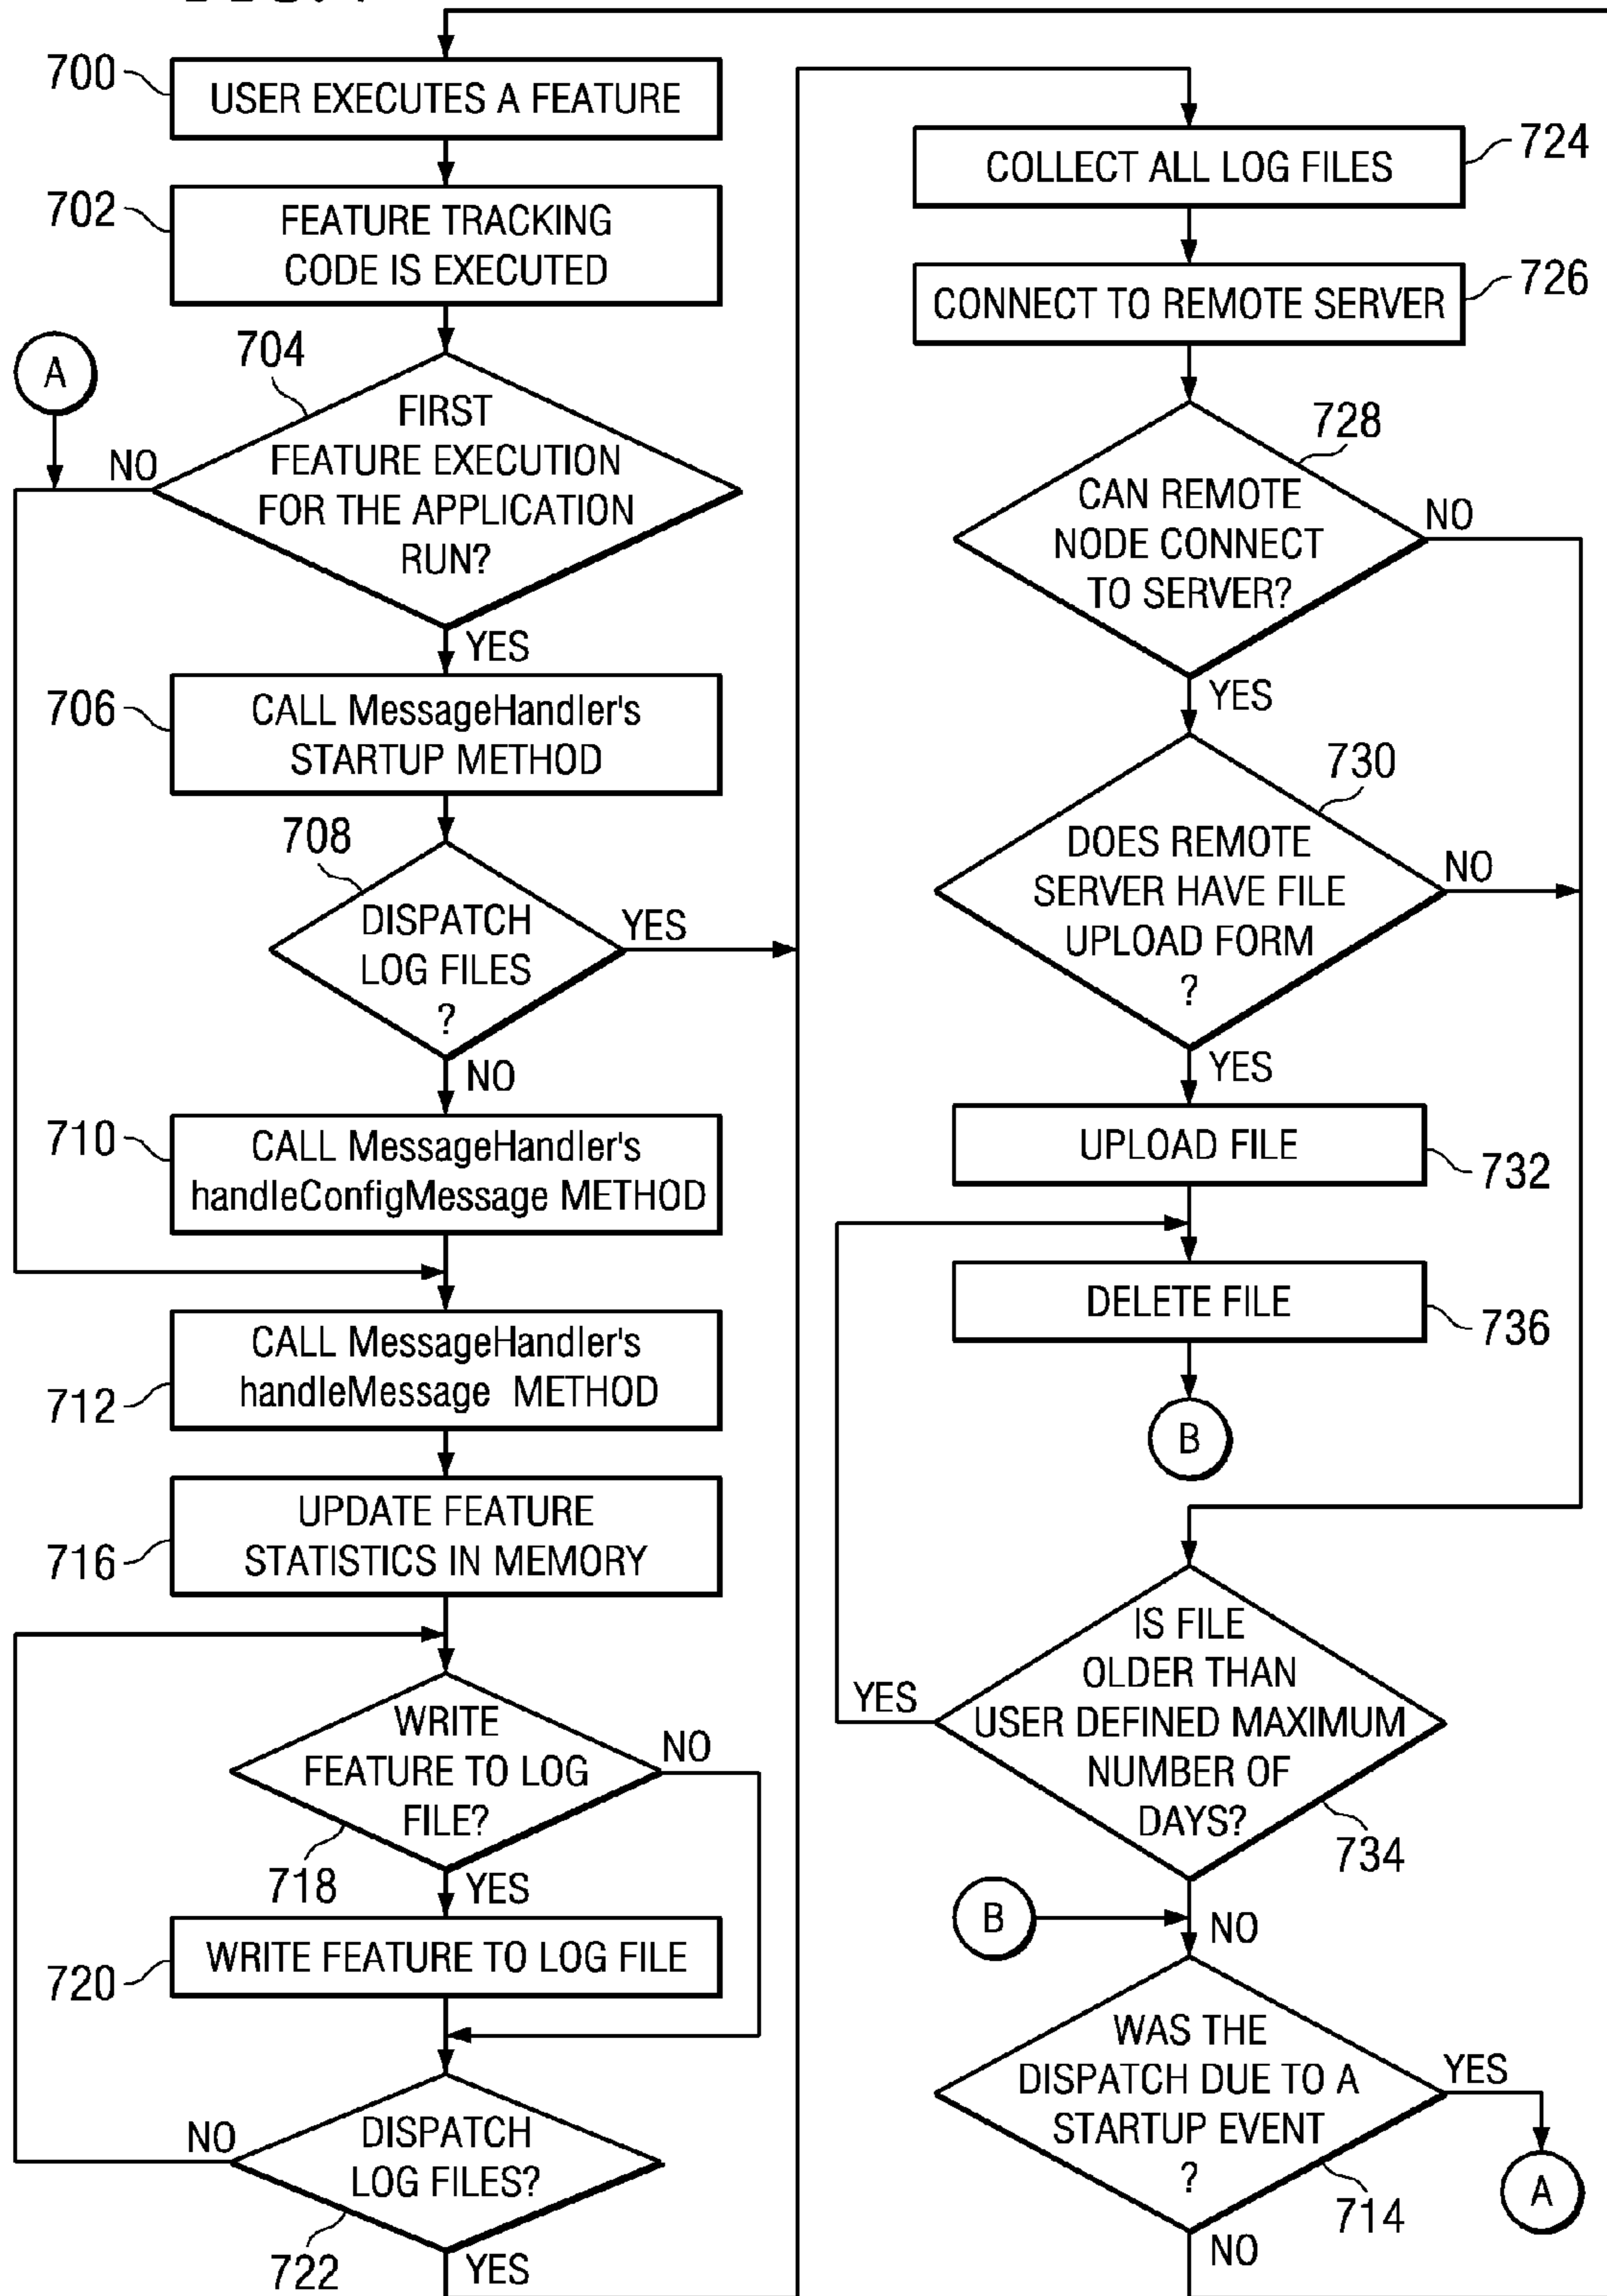 700
USER EXECUTES A FEATURE
702
FEATURE TRACKING
CODE IS EXECUTED
A
704
FIRST
FEATURE EXECUTION
FOR THE APPLICATION
RUN?
NO
YES
706
CALL MessageHandler's
STARTUP METHOD
708
DISPATCH
LOG FILES
?
YES
NO
710
CALL MessageHandler's
handleConfigMessage METHOD
712
CALL MessageHandler's
handleMessage METHOD
716
UPDATE FEATURE
STATISTICS IN MEMORY
WRITE
FEATURE TO LOG
FILE?
NO
718
YES
720
WRITE FEATURE TO LOG FILE
DISPATCH
LOG FILES?
NO
722
YES
COLLECT ALL LOG FILES
724
CONNECT TO REMOTE SERVER
726
728
CAN REMOTE
NODE CONNECT
TO SERVER?
NO
YES
730
DOES REMOTE
SERVER HAVE FILE
UPLOAD FORM
?
NO
YES
UPLOAD FILE
732
DELETE FILE
736
B
IS FILE
OLDER THAN
USER DEFINED MAXIMUM
NUMBER OF
DAYS?
YES
734
B
NO
WAS THE
DISPATCH DUE TO A
STARTUP EVENT
?
YES
A
714
NO